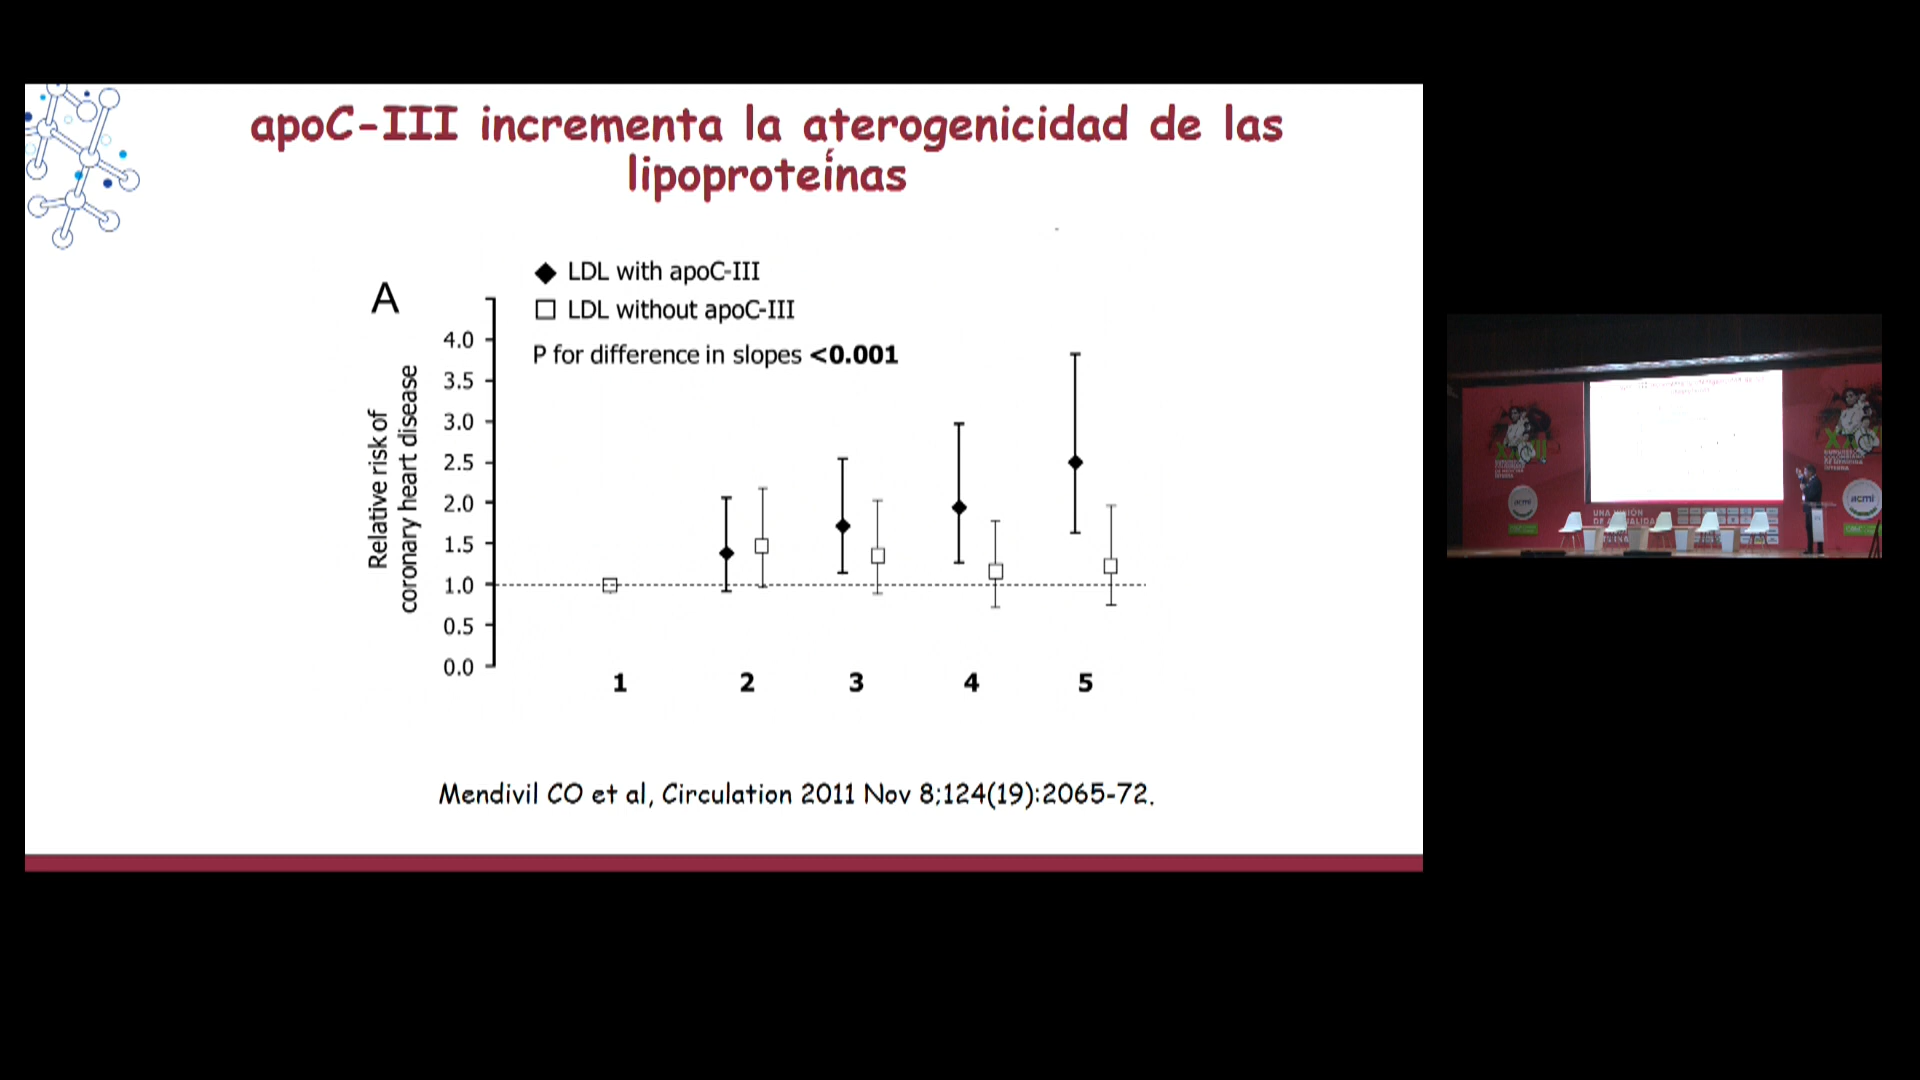 apoC-III incrementa la aterogenicidad de las
lipoproteínas
A
LDL with apoC-III
LDL without apoC-III
P for difference in slopes <0.001
Relative risk of
coronary heart disease
4.0
3.5
3.0
2.5
2.0
1.5
1.0
0.5
0.0
1 2 3 4 5
Mendivil CO et al, Circulation 2011 Nov 8;124(19):2065-72.
acmi
acmi